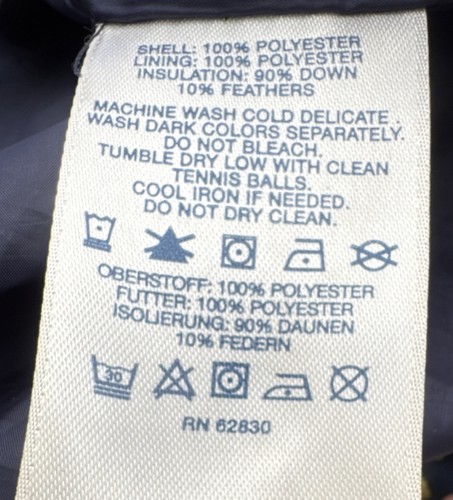 SHELL: 100% POLYESTER
LINING: 100% POLYESTER
INSULATION: 90% DOWN
10% FEATHERS
MACHINE WASH COLD DELICATE.
WASH DARK COLORS SEPARATELY.
DO NOT BLEACH.
TUMBLE DRY LOW WITH CLEAN
TENNIS BALLS.
COOL IRON IF NEEDED.
DO NOT DRY CLEAN.
OBERSTOFF: 100% POLYESTER
FUTTER: 100% POLYESTER
ISOLIERUNG: 90% DAUNEN
10% FEDERN
30
RN 62830